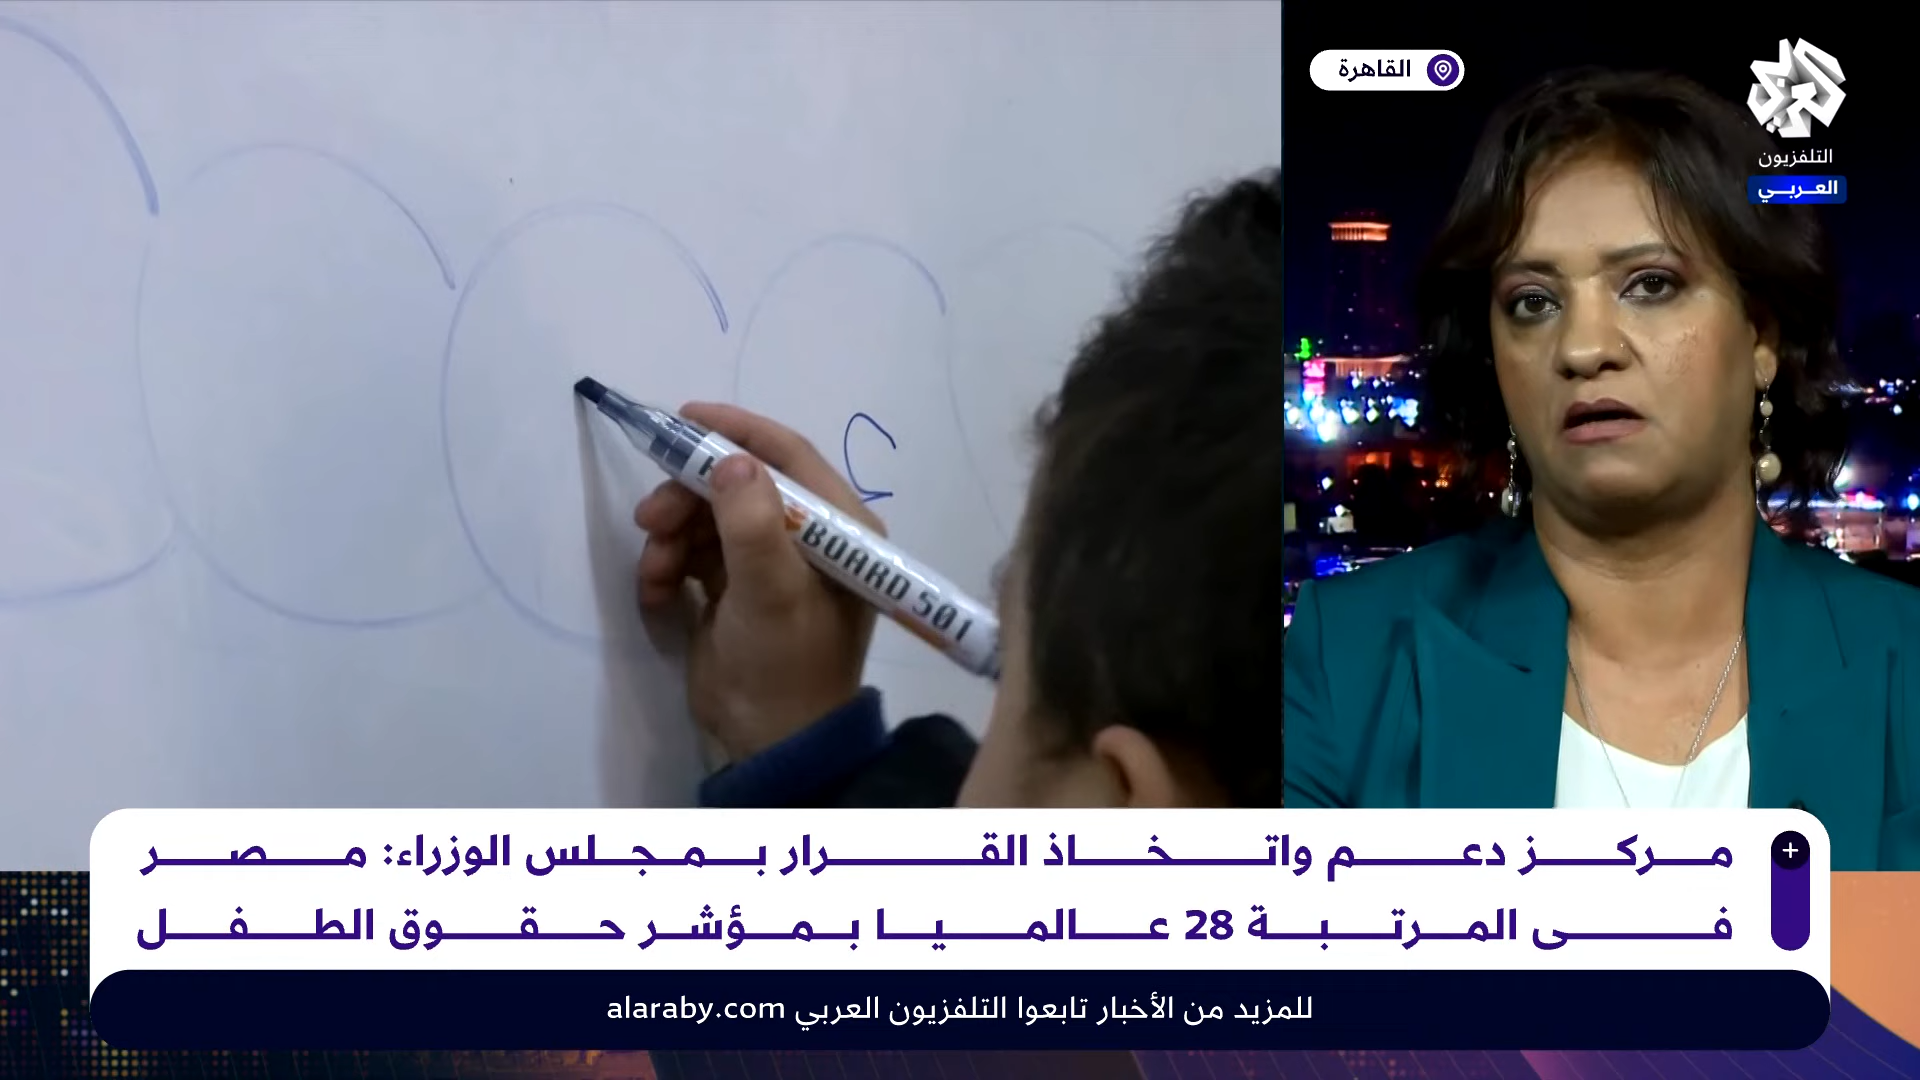 القاهرة
التلفزيون
العربي
BOARD 501
مركز دعم واتخاذ القرار بمجلس الوزراء: مصر
فى المرتبة 28 عالميا بمؤشر حقوق الطفل
للمزيد من الأخبار تابعوا التلفزيون العربي alaraby.com